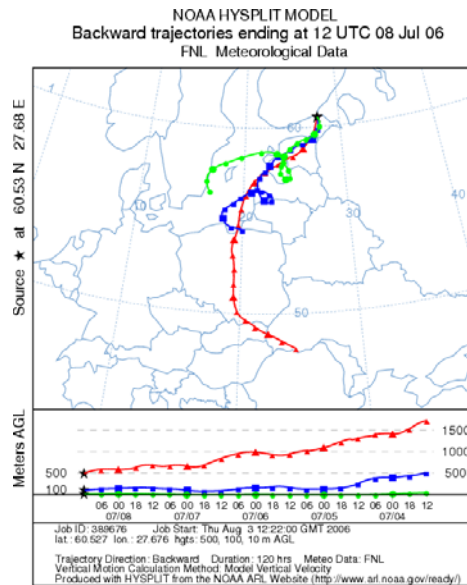 NOAA HYSPLIT MODEL
Backward trajectories ending at 12 UTC 08 Jul 06
FNL Meteorological Data
Source ★ at 60.53 N 27.68 E
10
20
30
40
50
60
Meters AGL
500
100
1500
1000
500
06 00 18 12 06 00 18 12 06 00 18 12 06 00 18 12 06 00 18 12
07/08 07/07 07/06 07/05 07/04
Job ID: 389676 Job Start: Thu Aug 3 12:22:00 GMT 2006
lat.: 60.527 lon.: 27.676 hgts: 500, 100, 10 m AGL
Trajectory Direction: Backward Duration: 120 hrs Meteo Data: FNL
Vertical Motion Calculation Method: Model Vertical Velocity
Produced with HYSPLIT from the NOAA ARL Website (http://www.arl.noaa.gov/ready/)